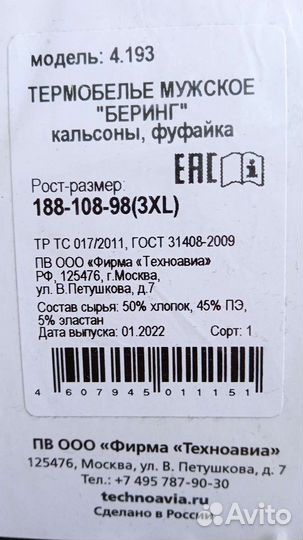 модель: 4.193
ТЕРМОБЕЛЬЕ МУЖСКОЕ
"БЕРИНГ"
кальсоны, фуфайка
EAC
Рост-размер:
188-108-98(3XL)
ТР ТС 017/2011, ГОСТ 31408-2009
ПВ ООО «Фирма «Техноавиа»
РФ, 125476, г.Москва,
ул. В.Петушкова, д.7
Состав сырья: 50% хлопок, 45% ПЭ,
5% эластан
Дата выпуска: 01.2022 Сорт: 1
4 607945 011151
ПВ ООО «Фирма «Техноавиа»
125476, Москва, ул. В. Петушкова, д. 7
Тел.: +7 495 787-90-30
technoavia.ru
Сделано в России
Avito